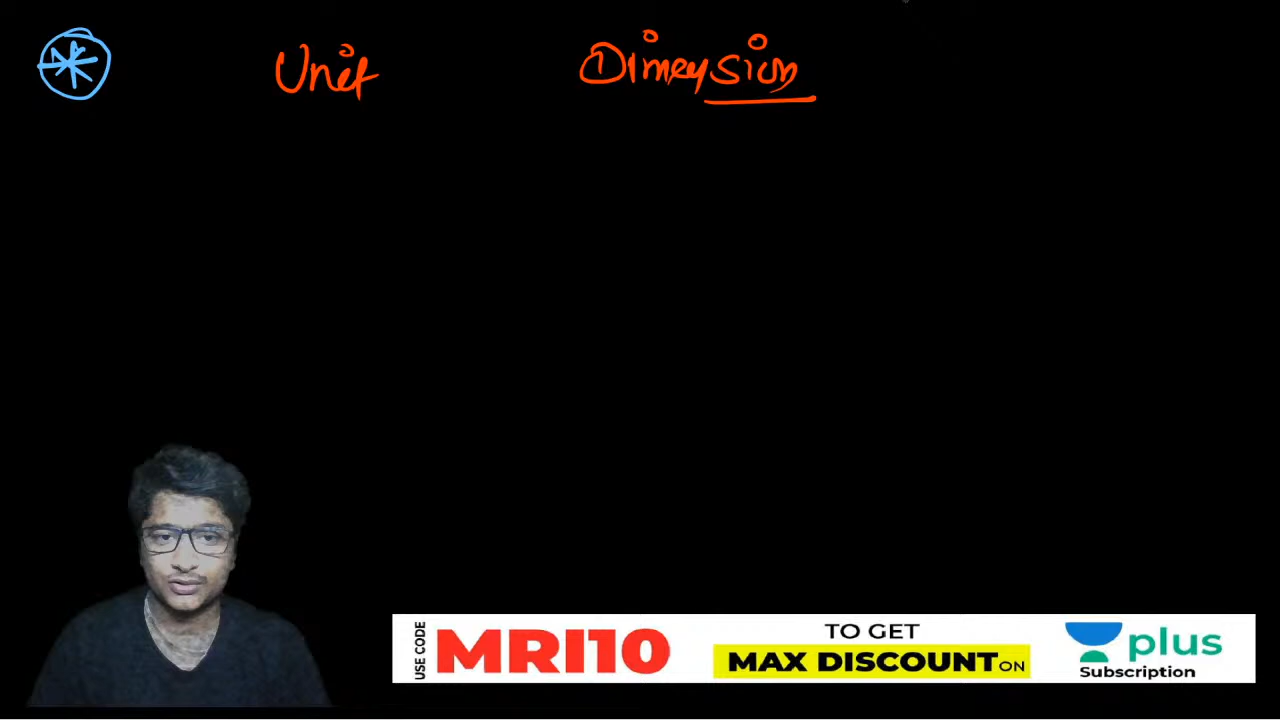 Unit Dimension
USE CODE MRI10 TO GET MAX DISCOUNT ON plus Subscription